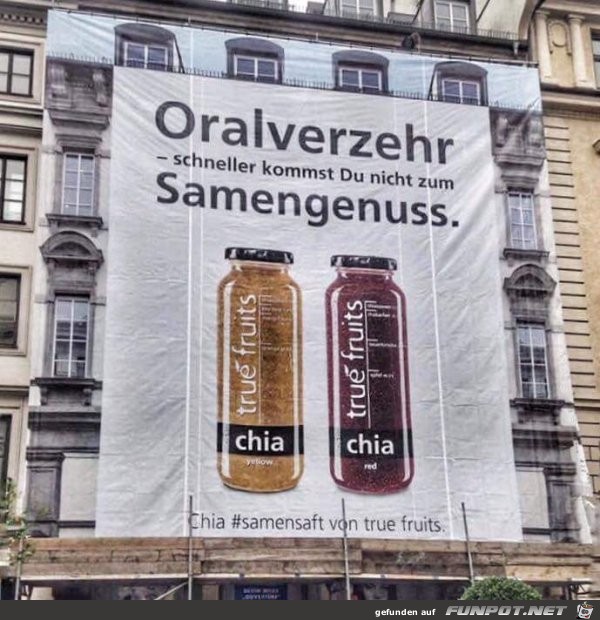 Oralverzehr
– schneller kommst Du nicht zum
Samengenuss.
true fruits
chia
yellow
true fruits
chia
red
Chia #samensaft von true fruits.
gefunden auf FUNPOT.NET